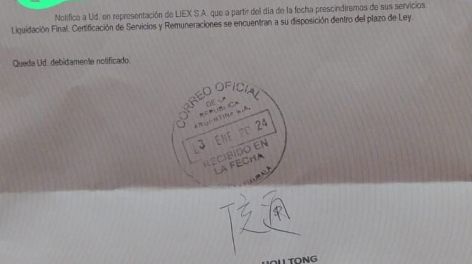 Notifico a Ud. en representación de LIEX S.A. que a partir del día de la fecha prescindiremos de sus servicios.
Liquidación Final, Certificación de Servicios y Remuneraciones se encuentran a su disposición dentro del plazo de Ley.
Queda Ud. debidamente notificado.
CORREO OFICIAL
DE LA
REPUBLICA
ARGENTINA S.A.
ENE 20 24
RECIBIDO EN
LA FECHA
TONG